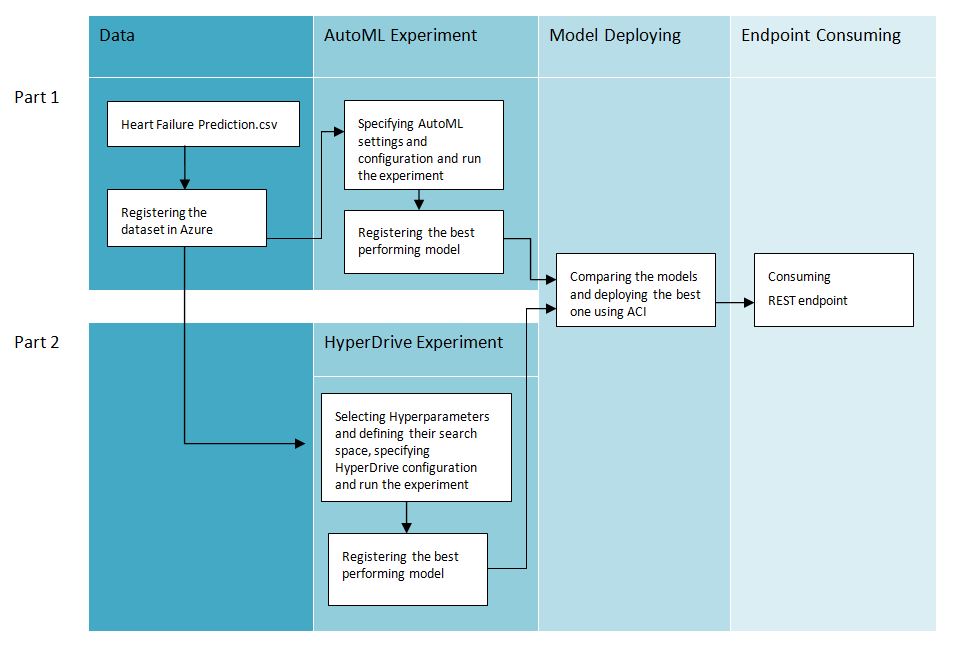 Data
AutoML Experiment
Model Deploying
Endpoint Consuming
Part 1
Heart Failure Prediction.csv
Registering the
dataset in Azure
Specifying AutoML
settings and
configuration and run
the experiment
Registering the best
performing model
Comparing the models
and deploying the best
one using ACI
Consuming
REST endpoint
Part 2
HyperDrive Experiment
Selecting Hyperparameters
and defining their search
space, specifying
HyperDrive configuration
and run the experiment
Registering the best
performing model